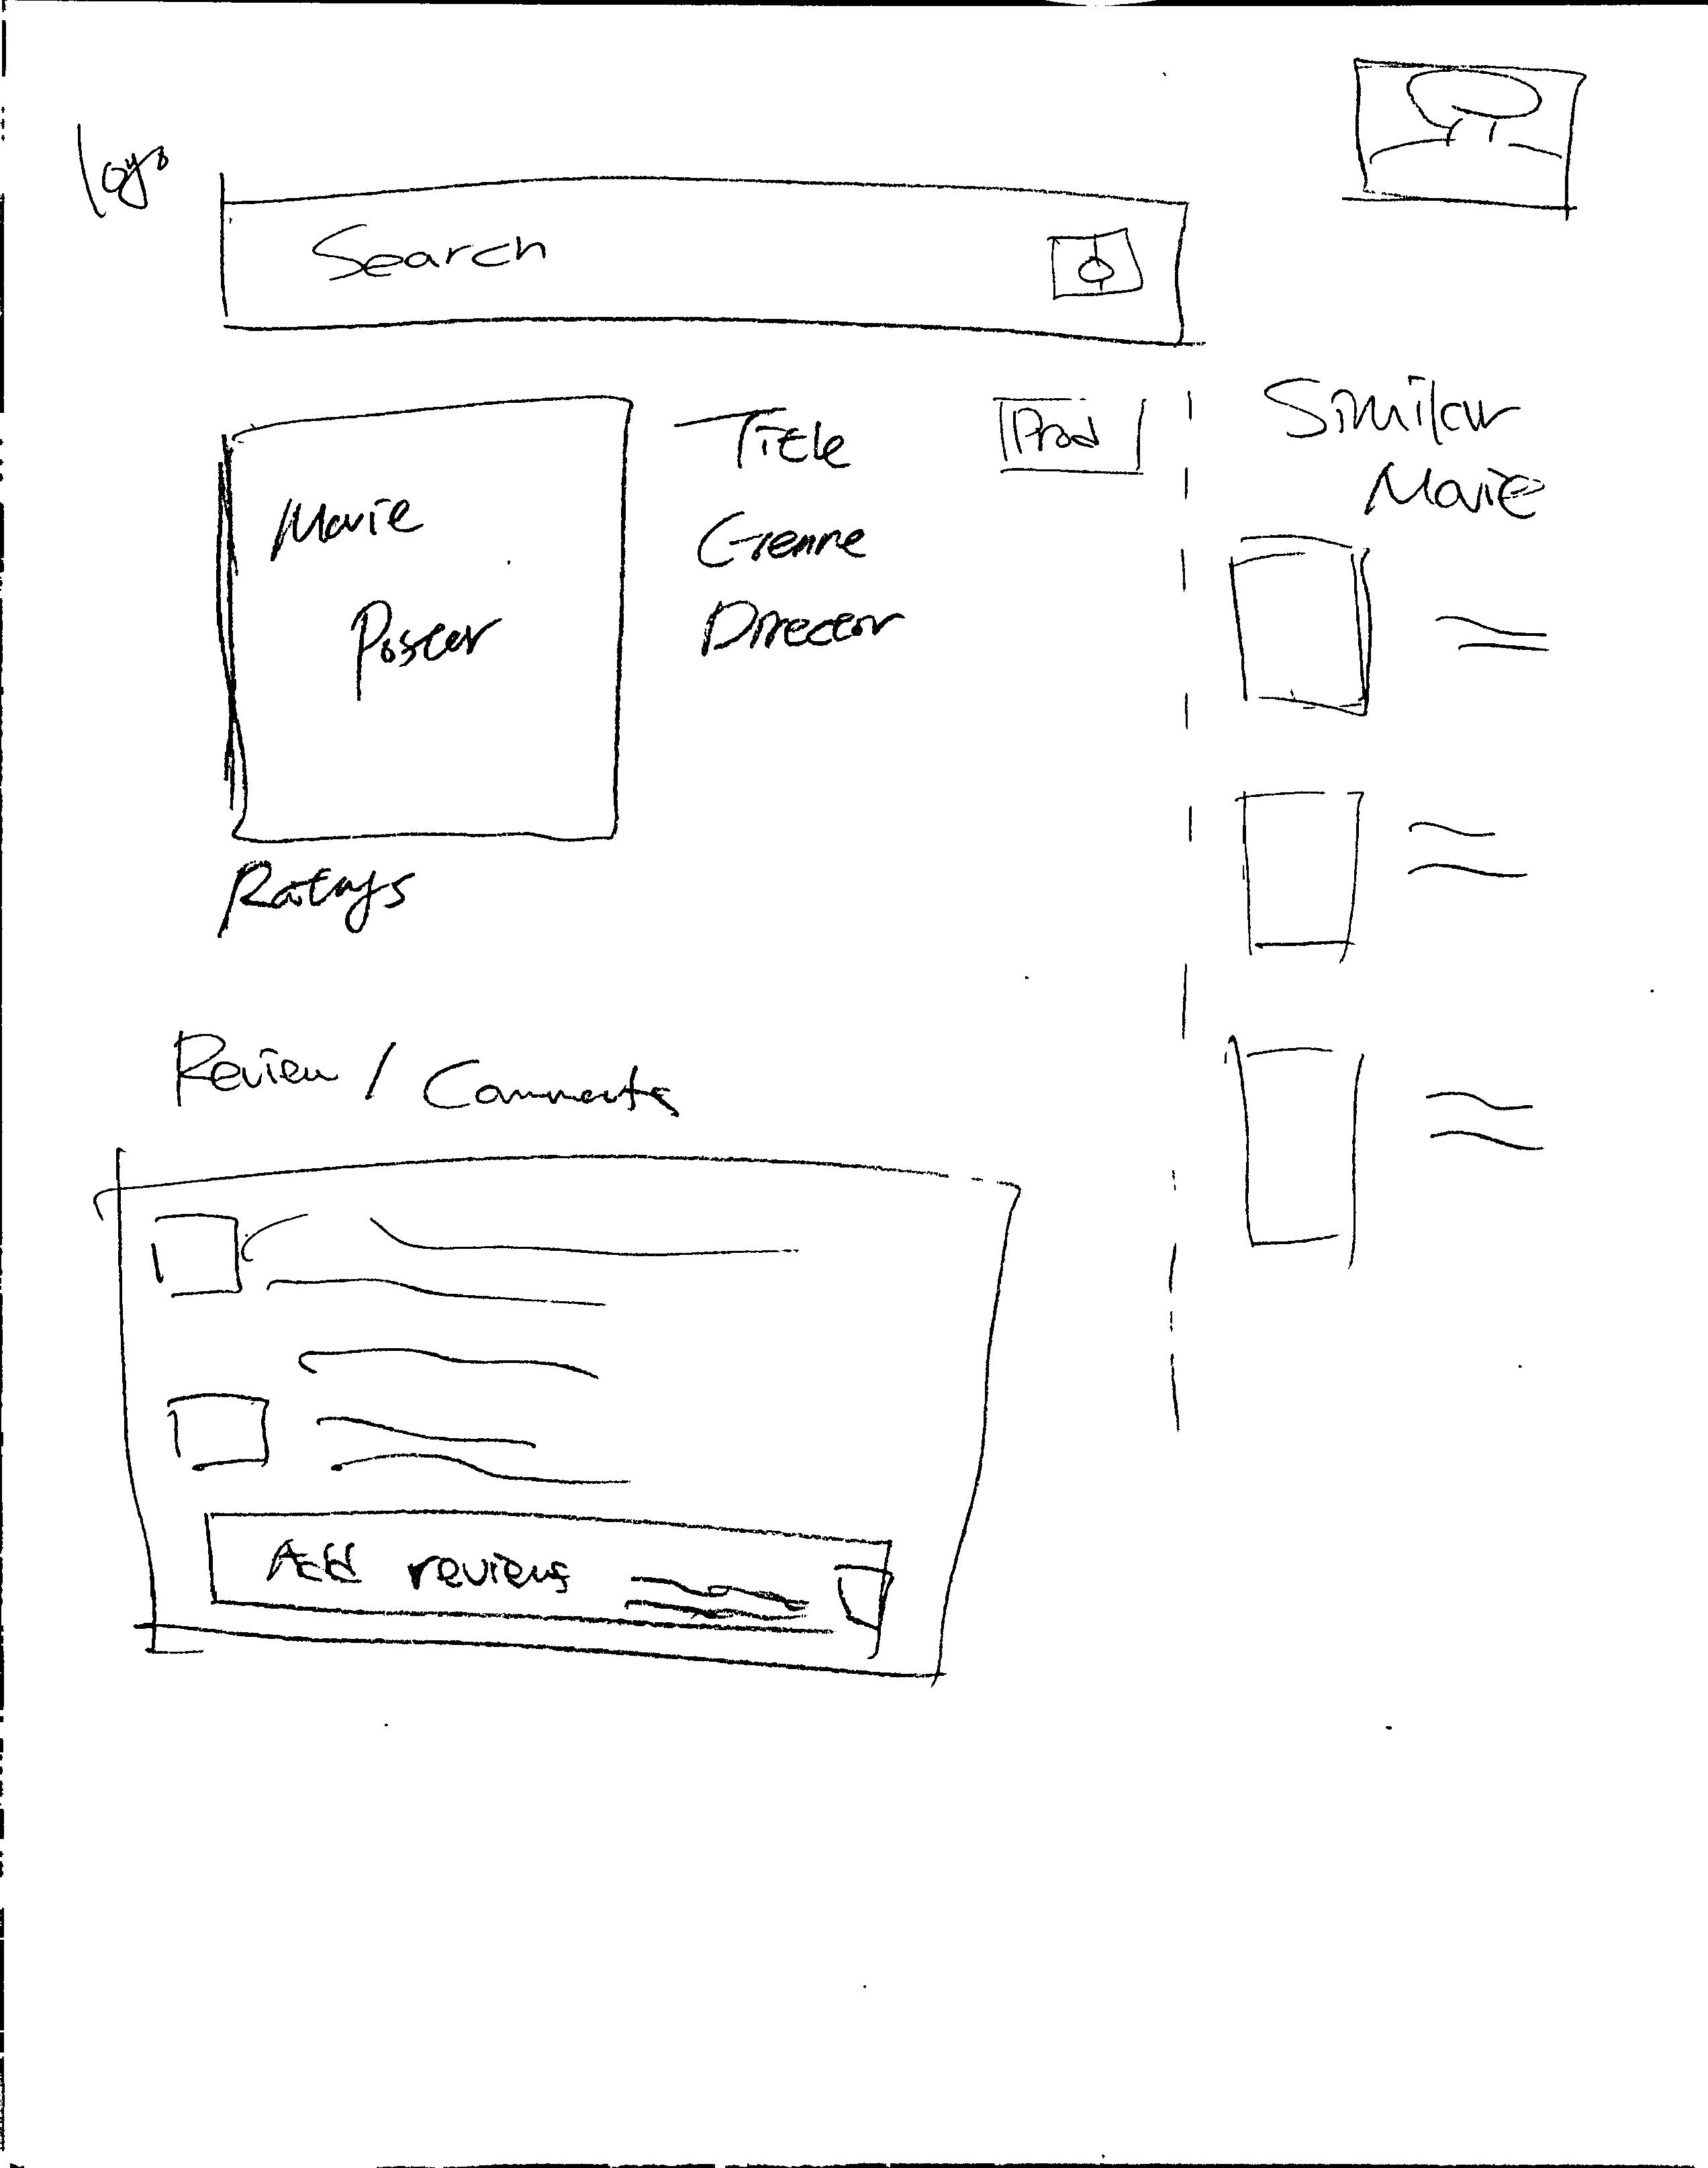 logo
Search
Title
Prod
Similar
Movie
Movie
Poster
Genre
Director
Ratings
Review / Comments
Add reviews